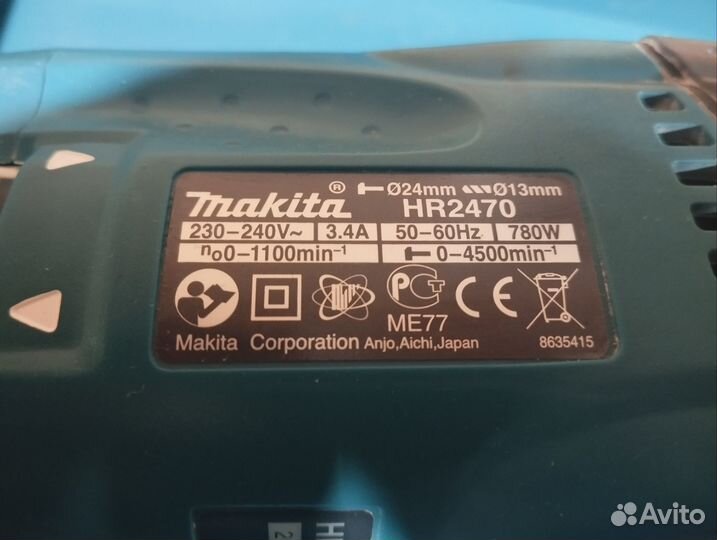 makita® Ø24mm Ø13mm
HR2470
230-240V~ 3.4A 50-60Hz 780W
n₀0-1100min⁻¹ 0-4500min⁻¹
PCT CE
ME77
Makita Corporation Anjo,Aichi,Japan 8635415
Avito